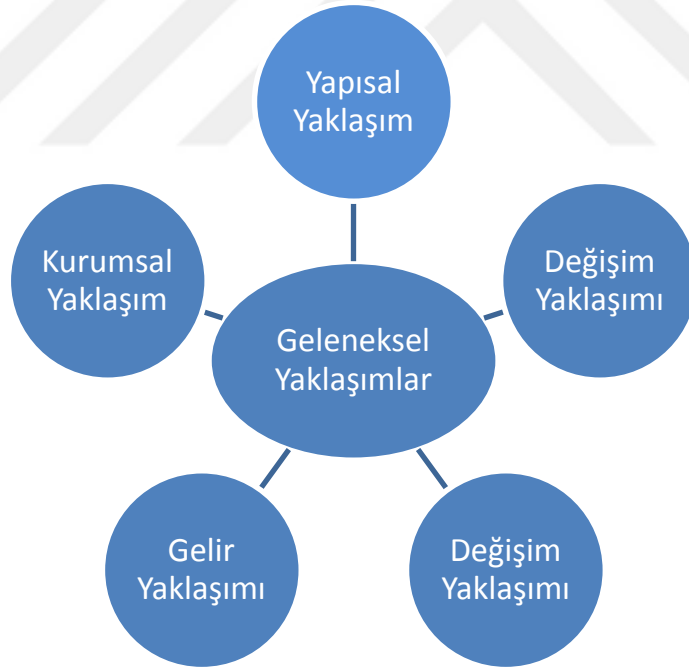 Yapısal
Yaklaşım
Kurumsal
Yaklaşım
Değişim
Yaklaşımı
Geleneksel
Yaklaşımlar
Gelir
Yaklaşımı
Değişim
Yaklaşımı